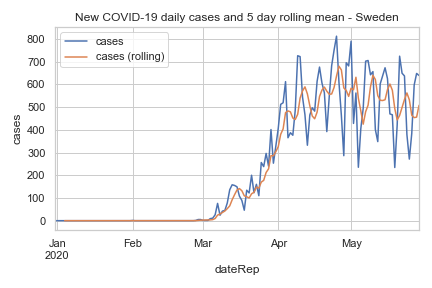 New COVID-19 daily cases and 5 day rolling mean - Sweden
cases
cases (rolling)
800
700
600
500
400
300
200
100
0
cases
Jan Feb Mar Apr May
2020
dateRep